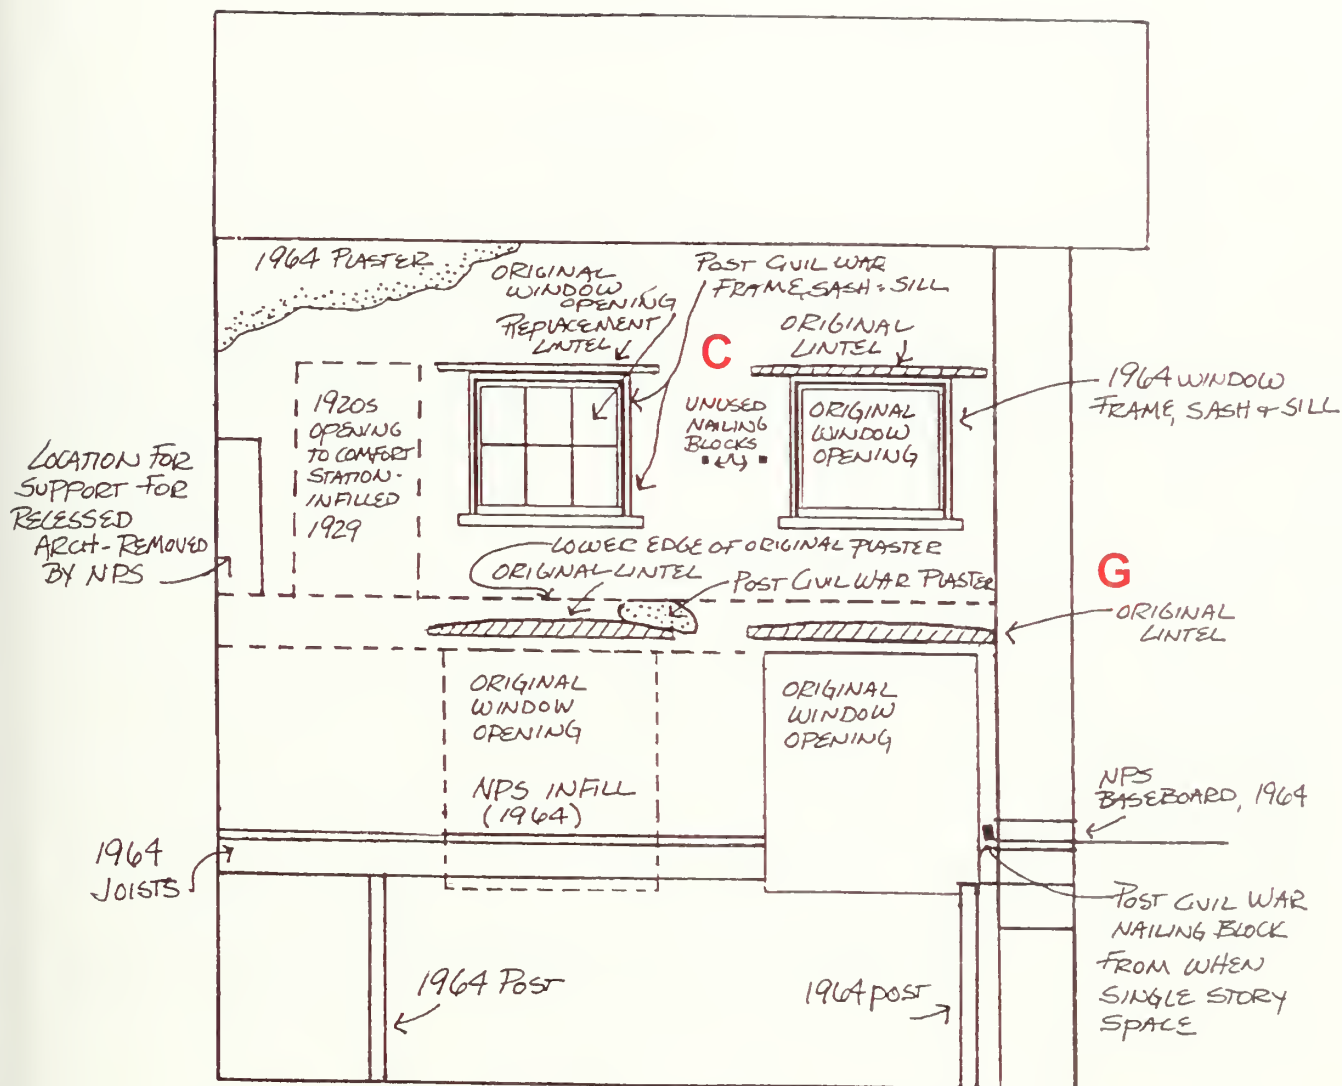 1964 PLASTER
ORIGINAL
WINDOW
OPENING
REPLACEMENT
LINTEL
POST CIVIL WAR
FRAME, SASH + SILL
C
ORIGINAL
LINTEL
1964 WINDOW
FRAME, SASH + SILL
1920s
OPENING
TO COMFORT
STATION-
INFILLED
1929
UNUSED
NAILING
BLOCKS
ORIGINAL
WINDOW
OPENING
LOCATION FOR
SUPPORT FOR
RECESSED
ARCH - REMOVED
BY NPS
LOWER EDGE OF ORIGINAL PLASTER
ORIGINAL LINTEL
POST CIVIL WAR PLASTER
G
ORIGINAL
LINTEL
ORIGINAL
WINDOW
OPENING
NPS INFILL
(1964)
ORIGINAL
WINDOW
OPENING
NPS
BASEBOARD, 1964
1964
JOISTS
POST CIVIL WAR
NAILING BLOCK
FROM WHEN
SINGLE STORY
SPACE
1964 POST
1964 POST